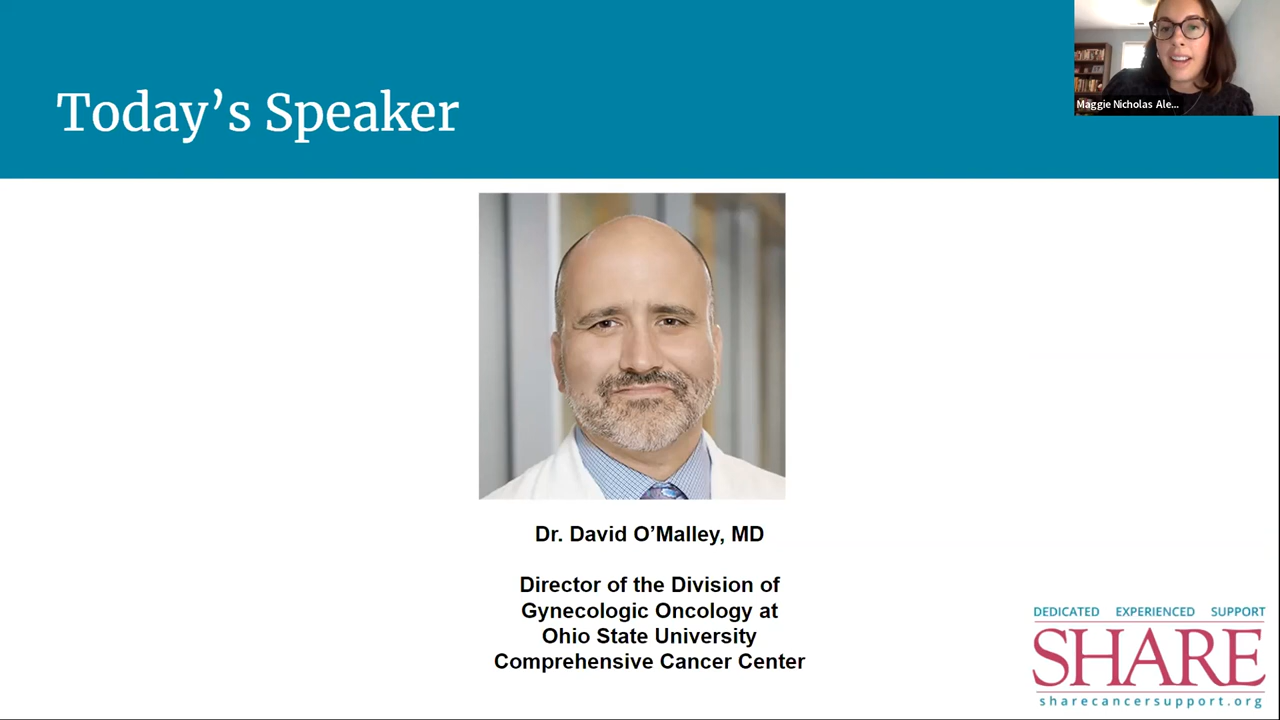 Today’s Speaker
Maggie Nicholas Ale...
Dr. David O’Malley, MD
Director of the Division of
Gynecologic Oncology at
Ohio State University
Comprehensive Cancer Center
DEDICATED EXPERIENCED SUPPORT
SHARE
sharecancersupport.org